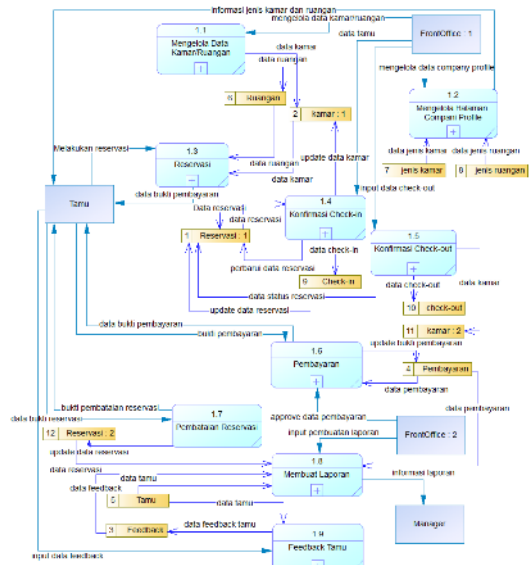 informasi jenis kamar dan ruangan
1.1
Mengelola Data
Kamar/Ruangan
mengelola data kamar/ruangan
data tamu
FrontOffice : 1
data kamar
data ruangan
mengelola data company profile
1.2
Mengelola Halaman
Compani Profile
6 Ruangan
2 kamar : 1
data jenis kamar
data jenis ruangan
7 jenis kamar
8 jenis ruangan
Melakukan reservasi
1.3
Reservasi
update data kamar
data ruangan
data kamar
input data check-out
Tamu
data bukti pembayaran
Data reservasi
data reservasi
1.4
Konfirmasi Check-in
1 Reservasi : 1
1.5
Konfirmasi Check-out
data check-in
perbarui data reservasi
9 Check-in
data check-out
data kamar
data status reservasi
update data reservasi
10 check-out
11 kamar : 2
data bukti pembayaran
bukti pembayaran
update bukti pembayaran
1.6
Pembayaran
4 Pembayaran
data pembayaran
bukti pembatalan reservasi
data bukti reservasi
1.7
Pembatalan Reservasi
approve data pembayaran
data pembayaran
12 Reservasi : 2
input pembuatan laporan
FrontOffice : 2
update data reservasi
data reservasi
1.8
Membuat Laporan
informasi laporan
data tamu
data feedback
5 Tamu
data tamu
Manager
3 Feedback
data feedback tamu
1.9
Feedback Tamu
input data feedback